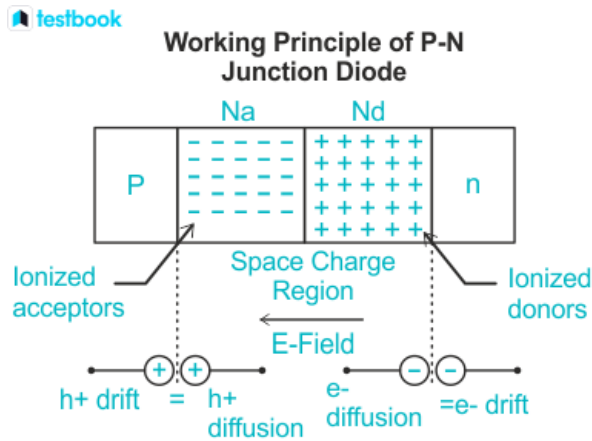 testbook
Working Principle of P-N
Junction Diode
Na Nd
- - - - - + + + + +
- - - - - + + + + +
P - - - - - + + + + + n
- - - - - + + + + +
- - - - - + + + + +
Space Charge
Region
Ionized
acceptors
Ionized
donors
E-Field
+ + - -
h+ drift = h+
diffusion
e-
diffusion
=e- drift